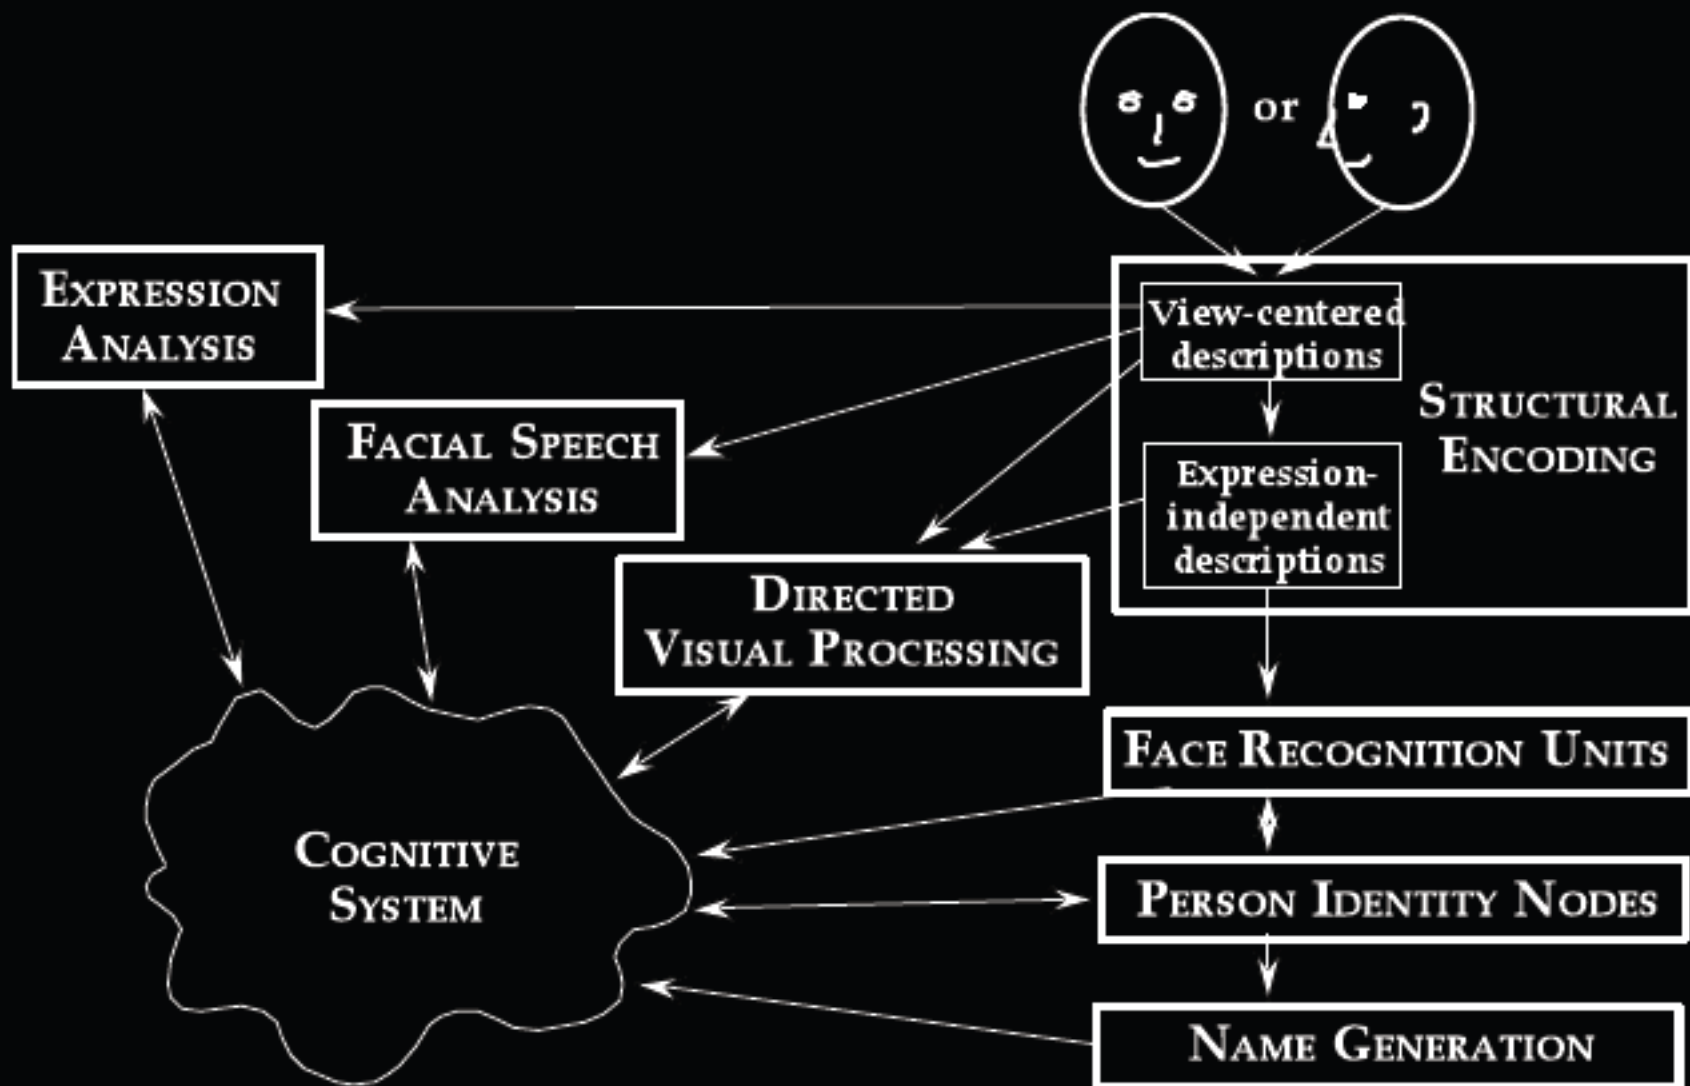 or
View-centered
descriptions
STRUCTURAL
ENCODING
Expression-
independent
descriptions
EXPRESSION
ANALYSIS
FACIAL SPEECH
ANALYSIS
DIRECTED
VISUAL PROCESSING
FACE RECOGNITION UNITS
COGNITIVE
SYSTEM
PERSON IDENTITY NODES
NAME GENERATION